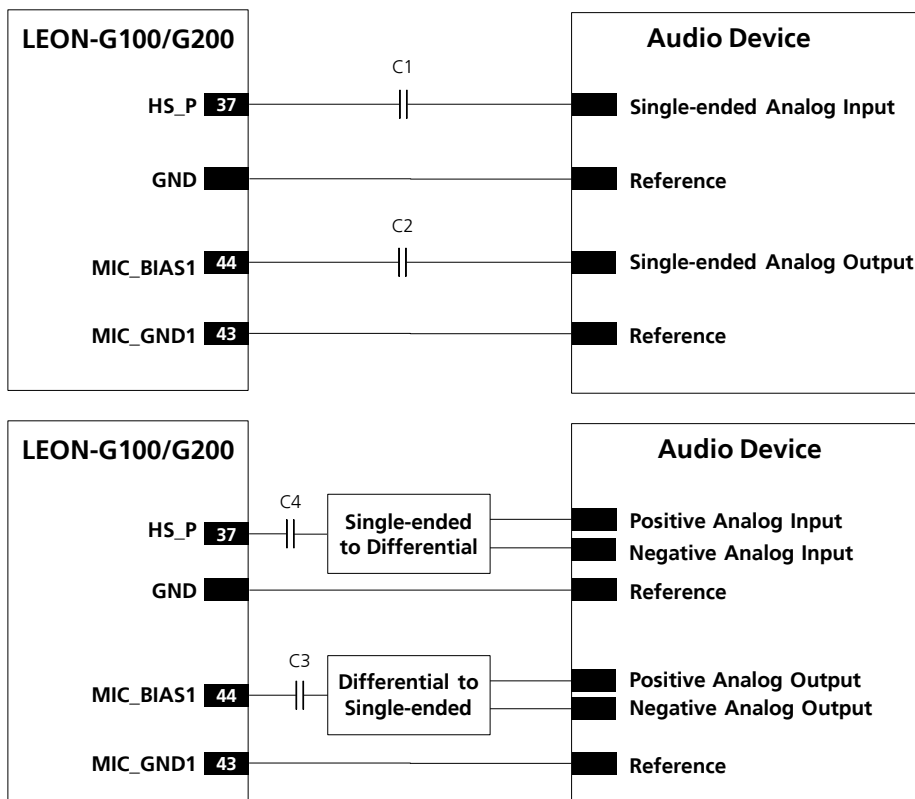 LEON-G100/G200
Audio Device
C1
HS_P 37
Single-ended Analog Input
GND
Reference
C2
MIC_BIAS1 44
Single-ended Analog Output
MIC_GND1 43
Reference
LEON-G100/G200
Audio Device
C4
HS_P 37
Single-ended
to Differential
Positive Analog Input
Negative Analog Input
GND
Reference
C3
MIC_BIAS1 44
Differential to
Single-ended
Positive Analog Output
Negative Analog Output
MIC_GND1 43
Reference